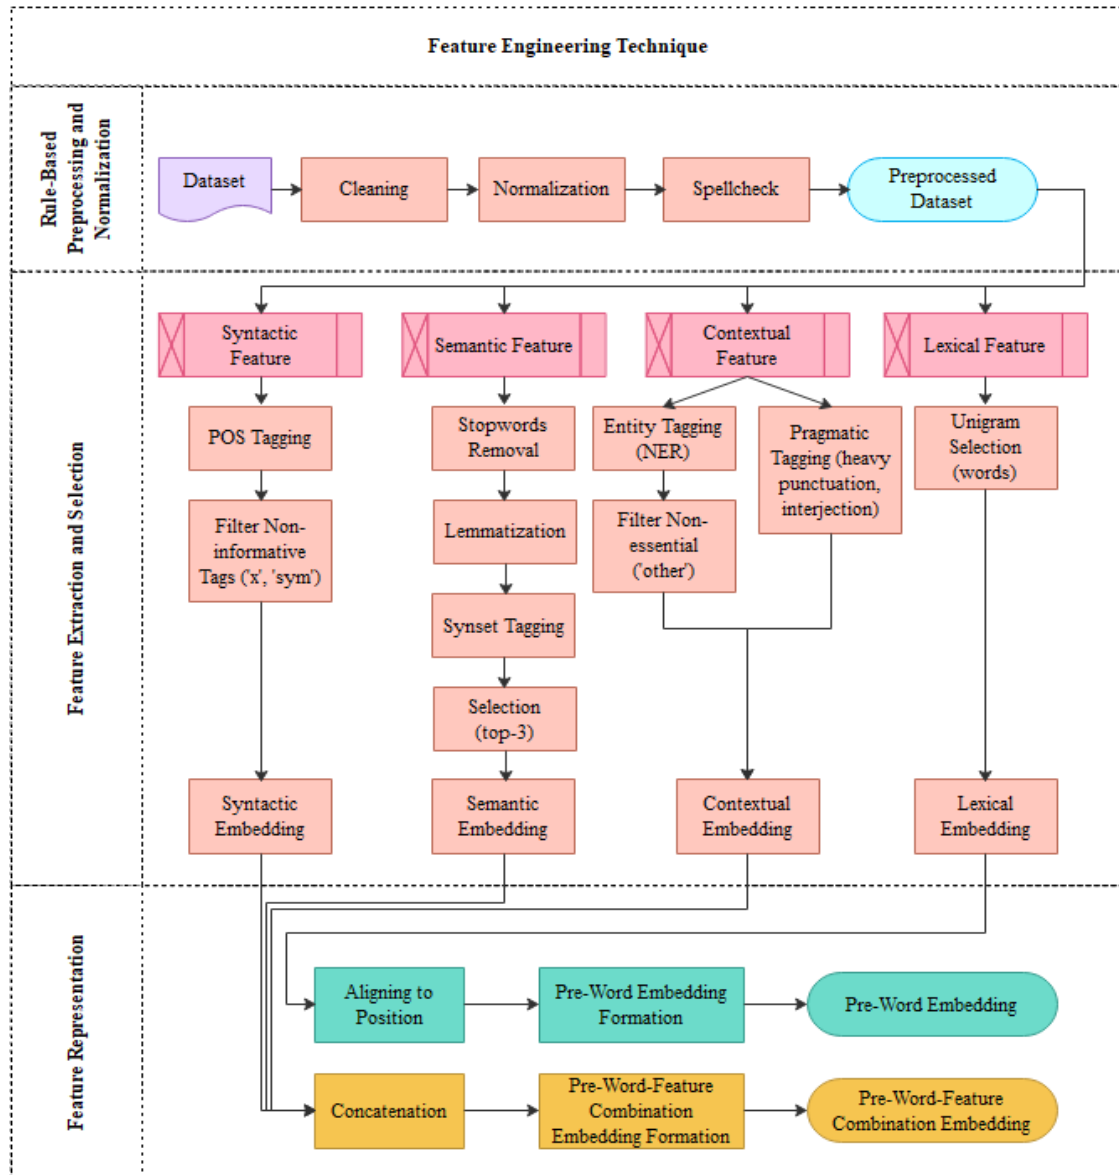 Feature Engineering Technique
Rule-Based
Preprocessing and
Normalization
Dataset
Cleaning
Normalization
Spellcheck
Preprocessed
Dataset
Feature Extraction and Selection
Syntactic
Feature
Semantic Feature
Contextual
Feature
Lexical Feature
POS Tagging
Stopwords
Removal
Entity Tagging
(NER)
Pragmatic
Tagging (heavy
punctuation,
interjection)
Unigram
Selection
(words)
Filter Non-
informative
Tags ('x', 'sym')
Lemmatization
Filter Non-
essential
('other')
Synset Tagging
Selection
(top-3)
Syntactic
Embedding
Semantic
Embedding
Contextual
Embedding
Lexical
Embedding
Feature Representation
Aligning to
Position
Pre-Word Embedding
Formation
Pre-Word Embedding
Concatenation
Pre-Word-Feature
Combination
Embedding Formation
Pre-Word-Feature
Combination Embedding